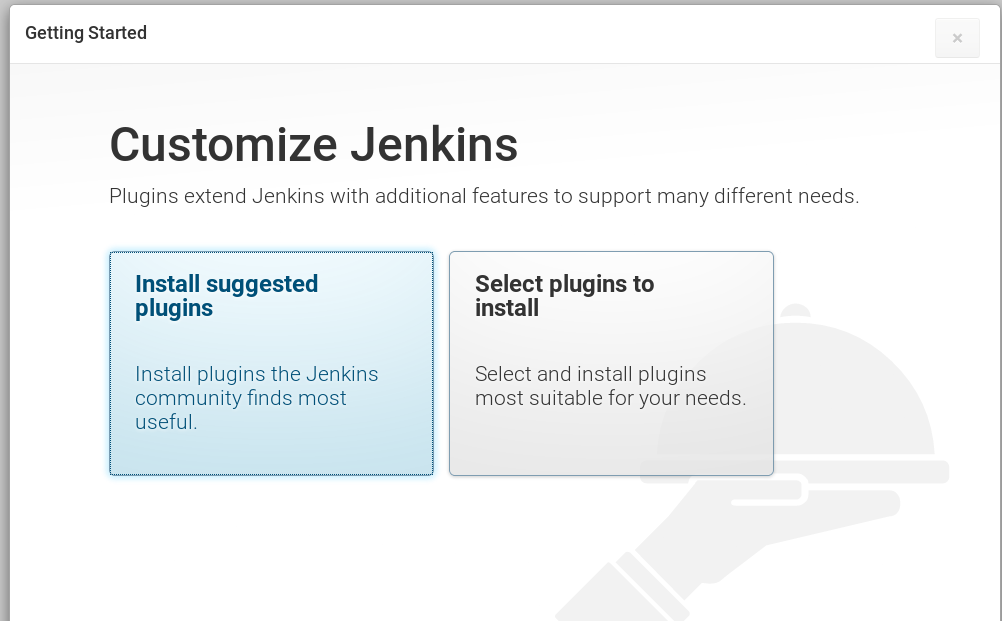 Getting Started
×
Customize Jenkins
Plugins extend Jenkins with additional features to support many different needs.
Install suggested
plugins
Install plugins the Jenkins
community finds most
useful.
Select plugins to
install
Select and install plugins
most suitable for your needs.